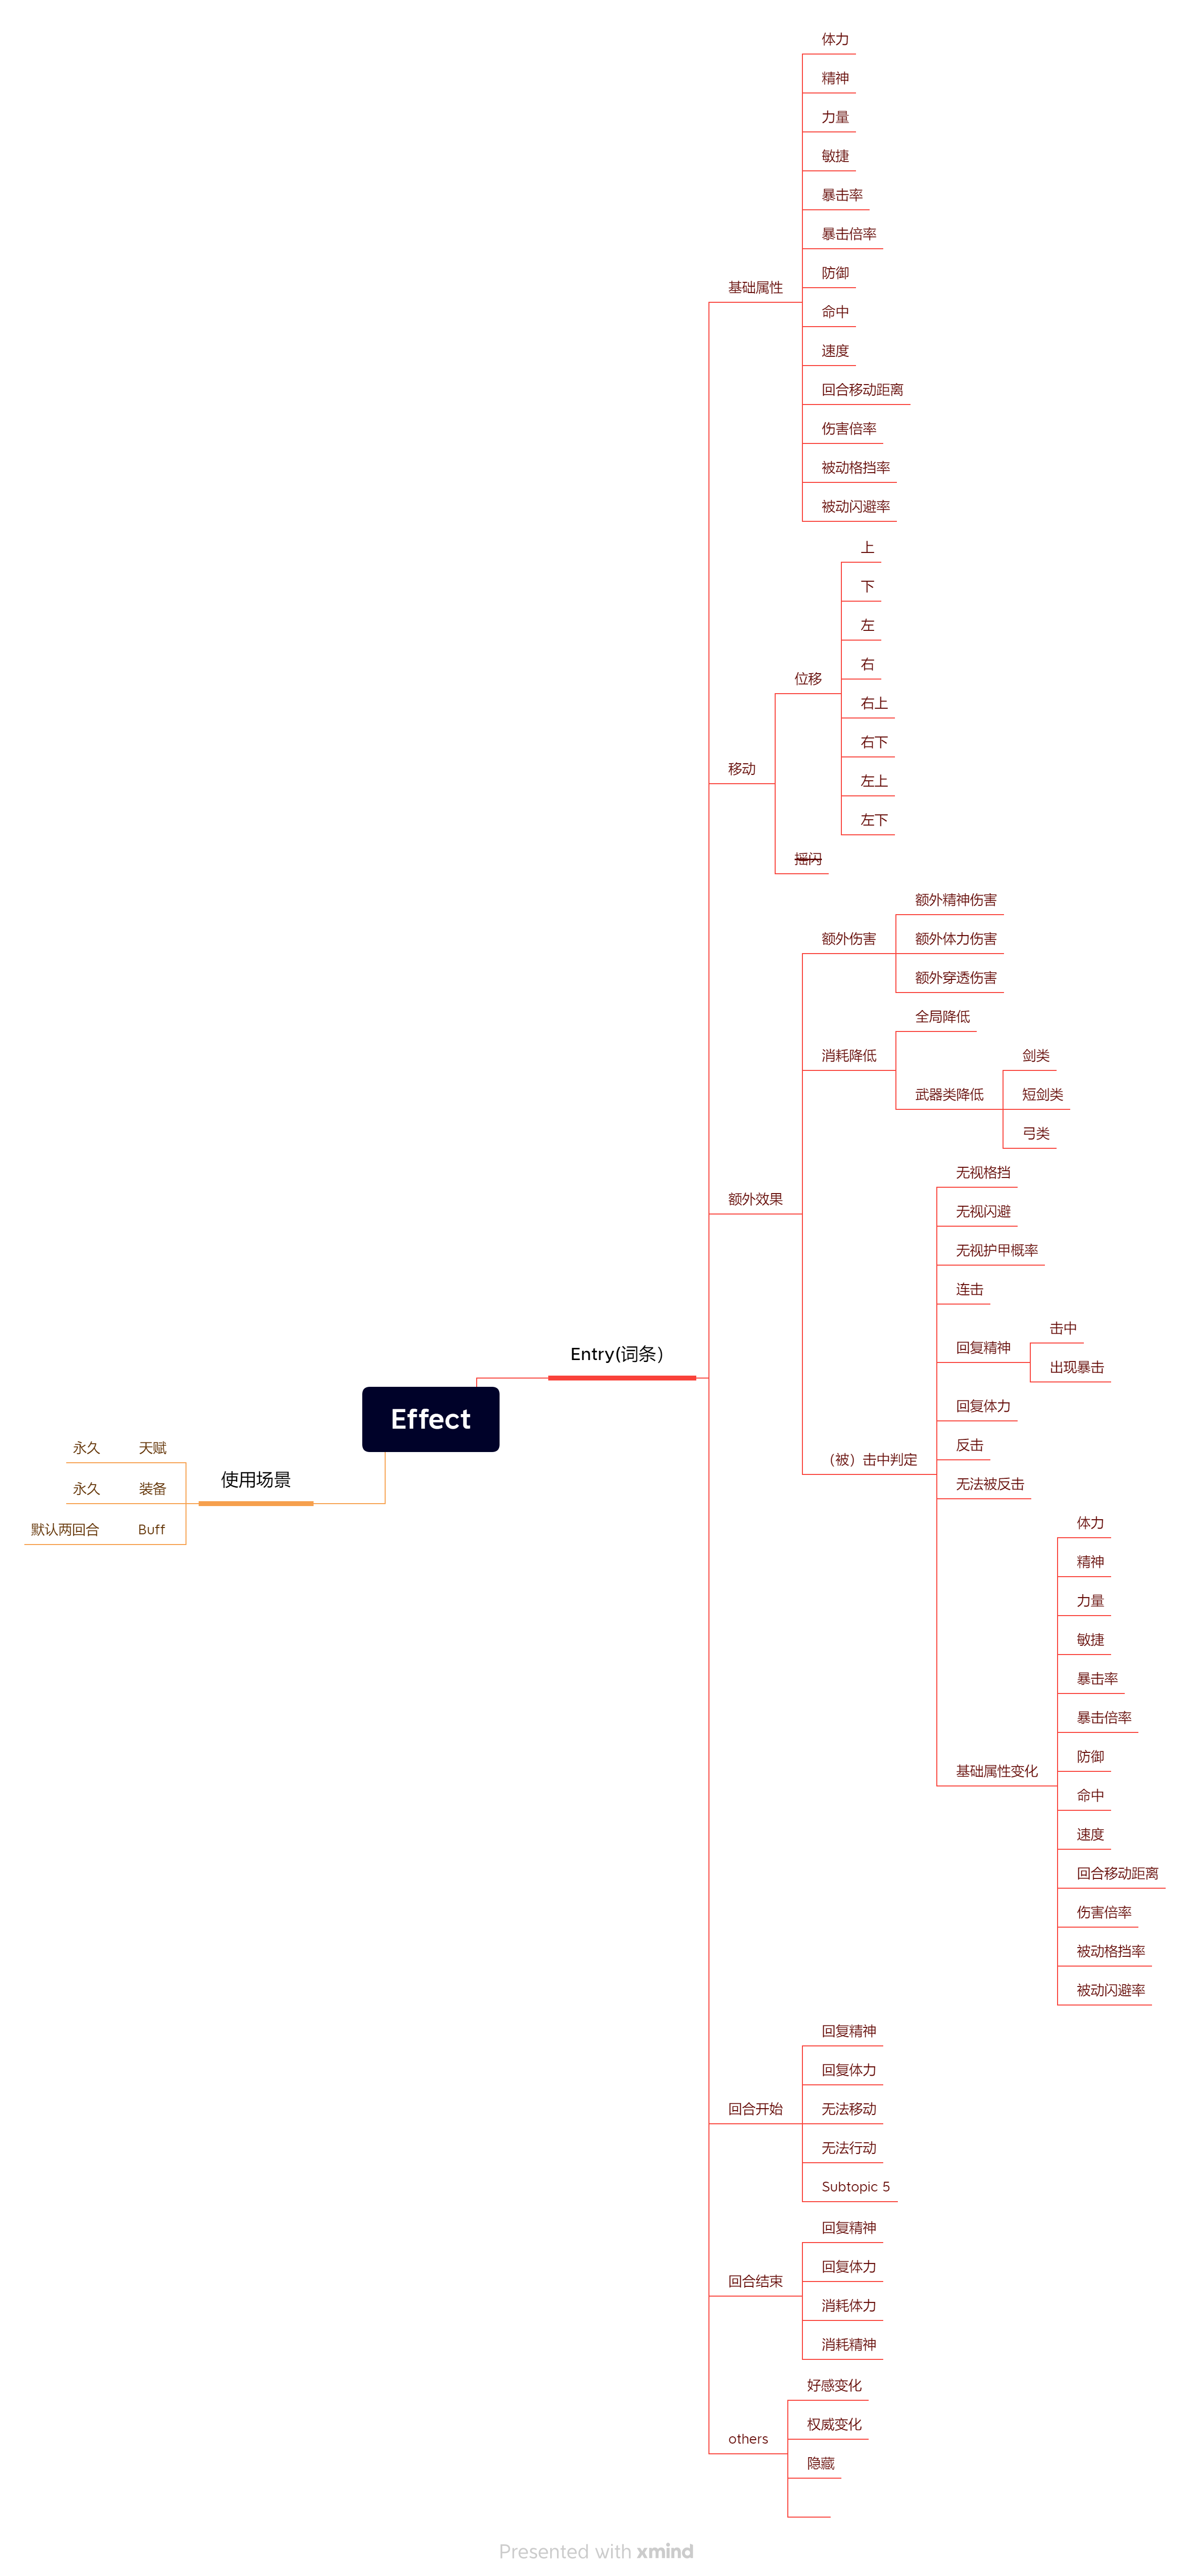 体力
精神
力量
敏捷
暴击率
暴击倍率
防御
基础属性
命中
速度
回合移动距离
伤害倍率
被动格挡率
被动闪避率
上
下
左
右
位移
右上
右下
移动
左上
左下
摇闪
额外精神伤害
额外伤害
额外体力伤害
额外穿透伤害
全局降低
消耗降低
剑类
武器类降低
短剑类
弓类
额外效果
无视格挡
无视闪避
无视护甲概率
连击
回复精神
击中
出现暴击
回复体力
反击
（被）击中判定
无法被反击
体力
精神
力量
敏捷
暴击率
暴击倍率
防御
基础属性变化
命中
速度
回合移动距离
伤害倍率
被动格挡率
被动闪避率
Entry(词条）
Effect
使用场景
永久 天赋
永久 装备
默认两回合 Buff
回复精神
回复体力
回合开始
无法移动
无法行动
Subtopic 5
回复精神
回复体力
回合结束
消耗体力
消耗精神
好感变化
权威变化
others
隐藏
Presented with xmind